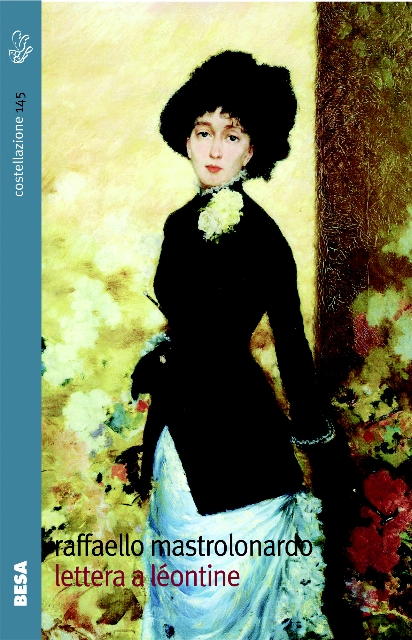 costellazione 145
raffaello mastrolonardo
lettera a léontine
BESA